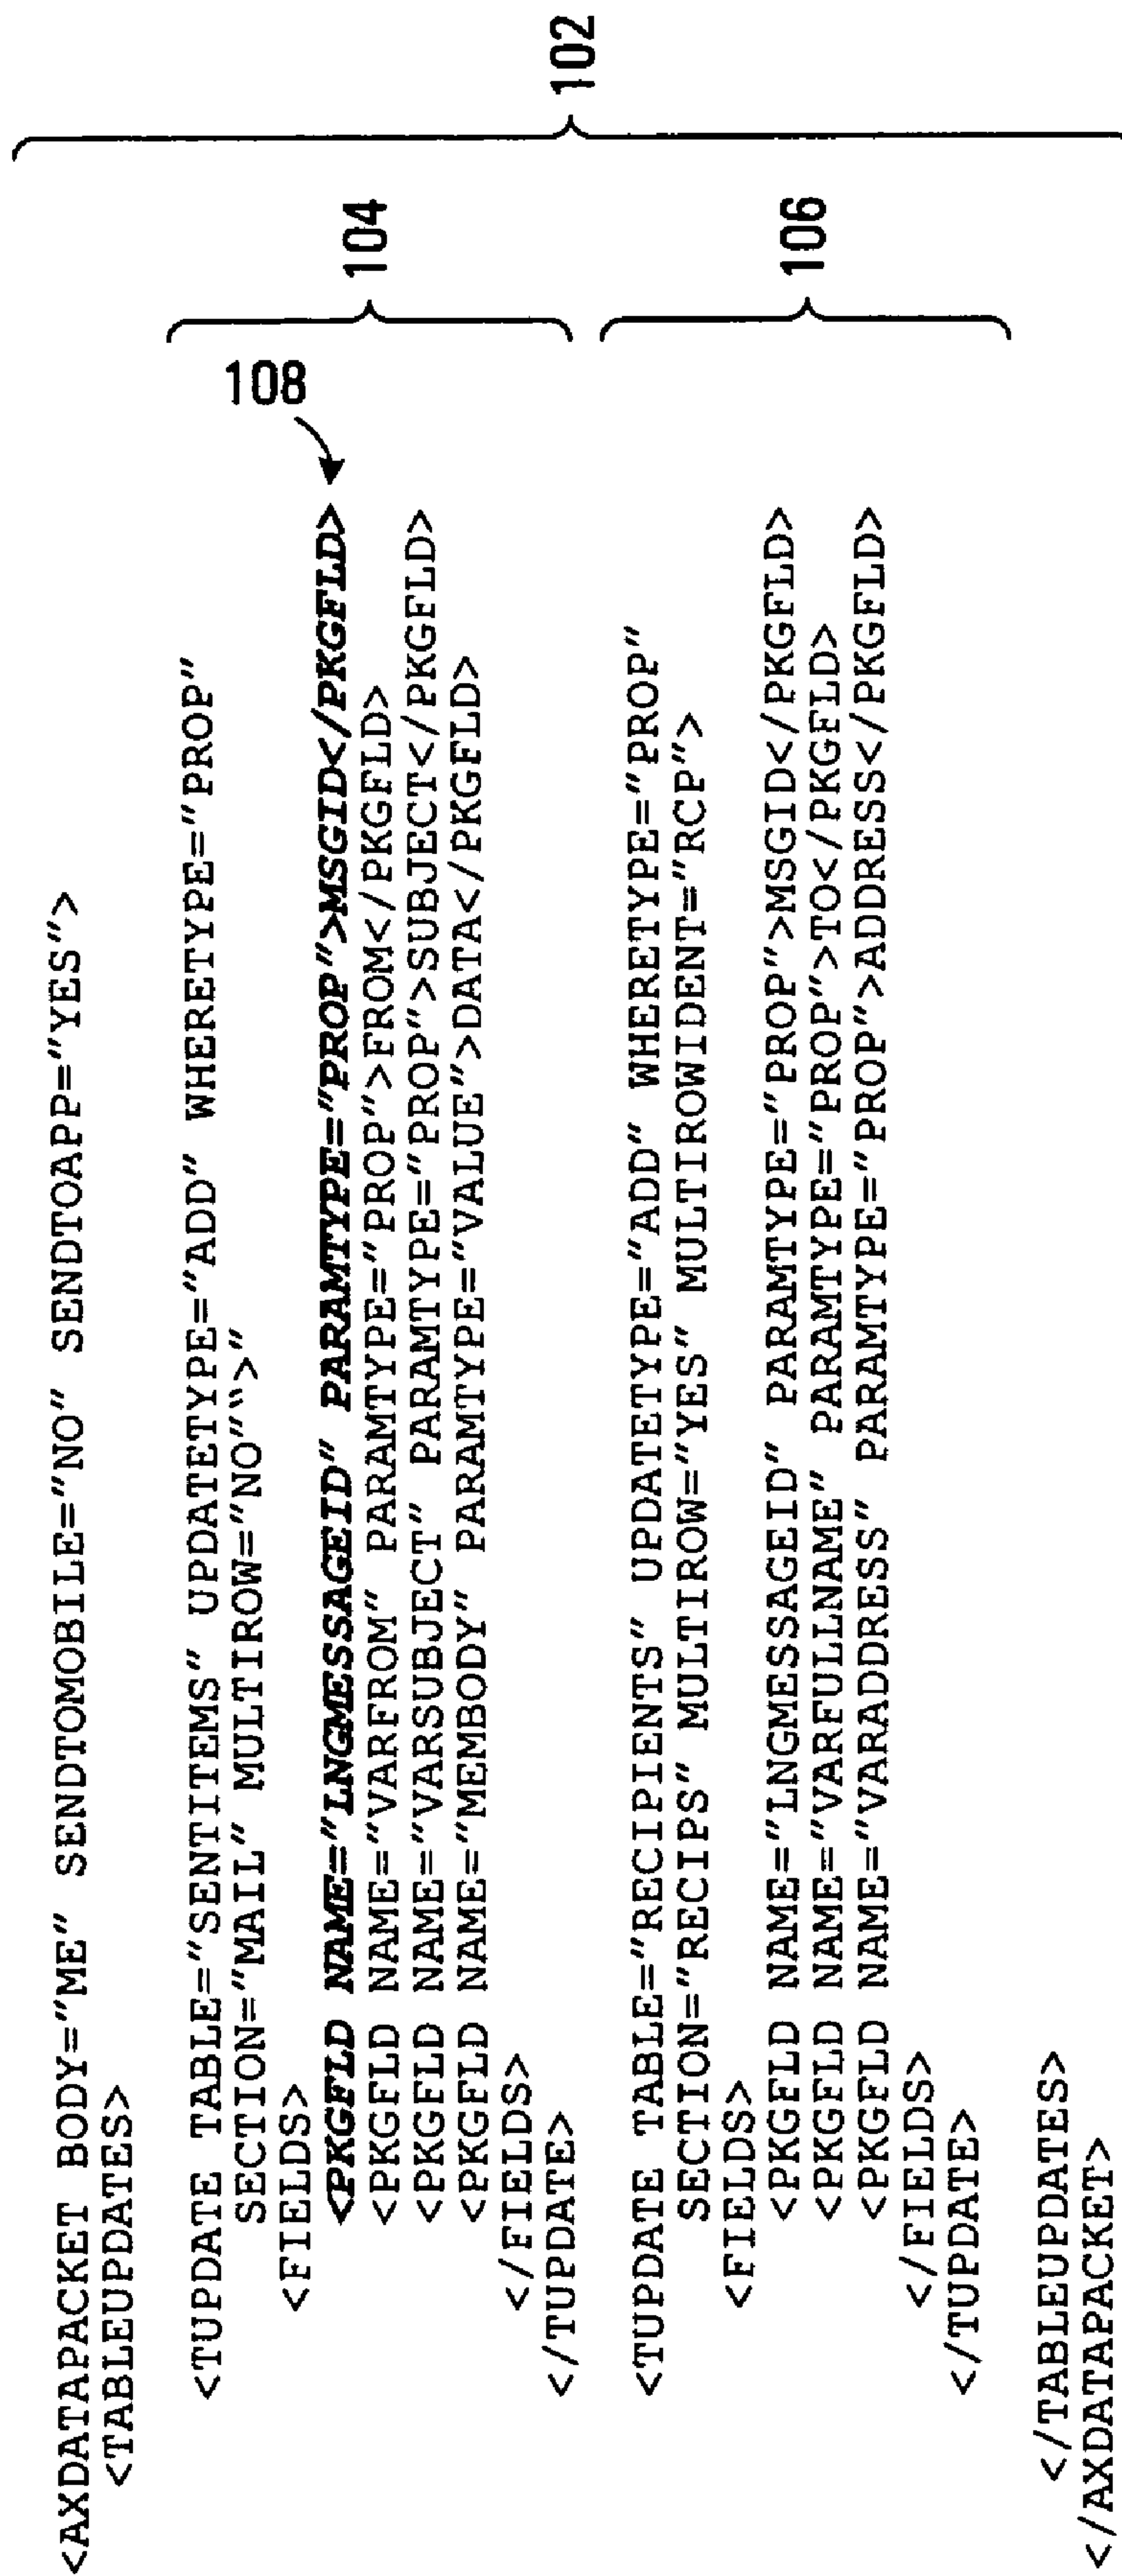 <AXDATAPACKET BODY="ME" SENDTOMOBILE="NO" SENDTOAPP="YES">
<TABLEUPDATES>
<TUPDATE TABLE="SENTITEMS" UPDATETYPE="ADD" WHERETYPE="PROP"
SECTION="MAIL" MULTIROW="NO"“>"
<FIELDS>
108
<PKGFLD NAME="LNGMESSAGEID" PARAMTYPE="PROP">MSGID</PKGFLD>
<PKGFLD NAME="VARFROM" PARAMTYPE="PROP">FROM</PKGFLD>
104
<PKGFLD NAME="VARSUBJECT" PARAMTYPE="PROP">SUBJECT</PKGFLD>
<PKGFLD NAME="MEMBODY" PARAMTYPE="VALUE">DATA</PKGFLD>
</FIELDS>
</TUPDATE>
102
<TUPDATE TABLE="RECIPIENTS" UPDATETYPE="ADD" WHERETYPE="PROP"
SECTION="RECIPS" MULTIROW="YES" MULTIROWIDENT="RCP">
<FIELDS>
<PKGFLD NAME="LNGMESSAGEID" PARAMTYPE="PROP">MSGID</PKGFLD>
106
<PKGFLD NAME="VARFULLNAME" PARAMTYPE="PROP">TO</PKGFLD>
<PKGFLD NAME="VARADDRESS" PARAMTYPE="PROP">ADDRESS</PKGFLD>
</FIELDS>
</TUPDATE>
</TABLEUPDATES>
</AXDATAPACKET>